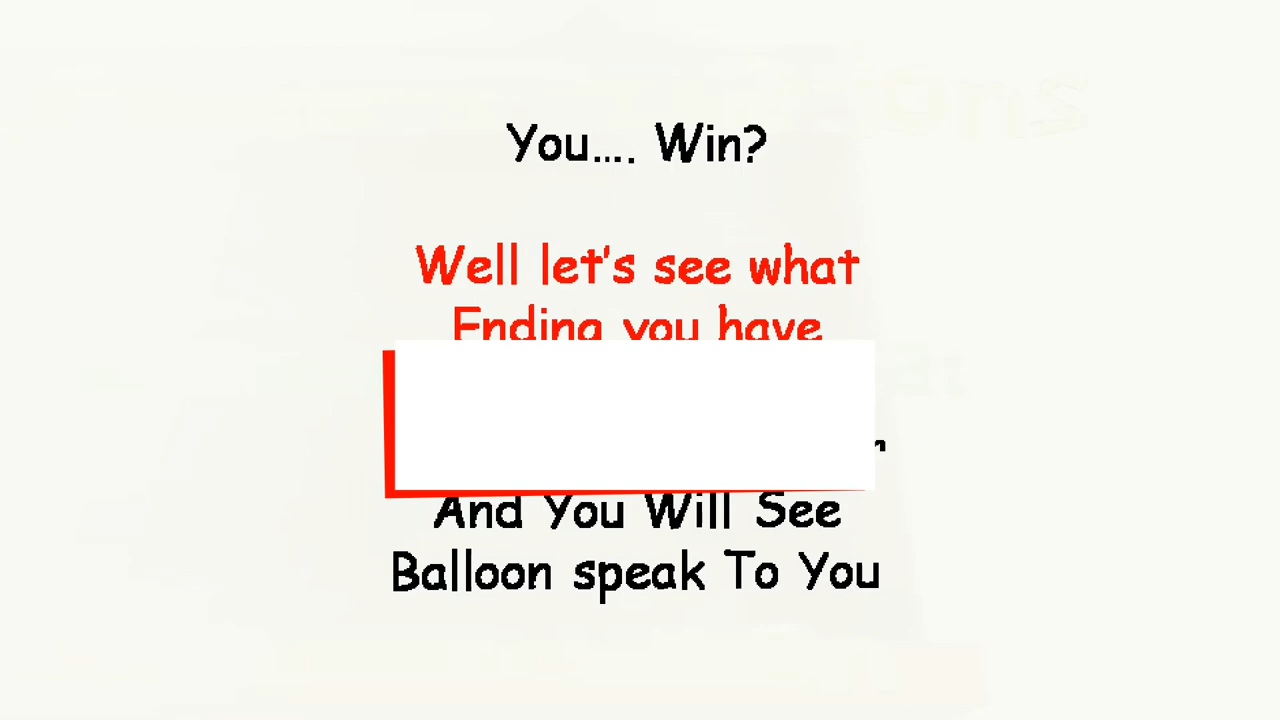 You.... Win?
Well let's see what
Ending you have
And You Will See
Balloon speak To You